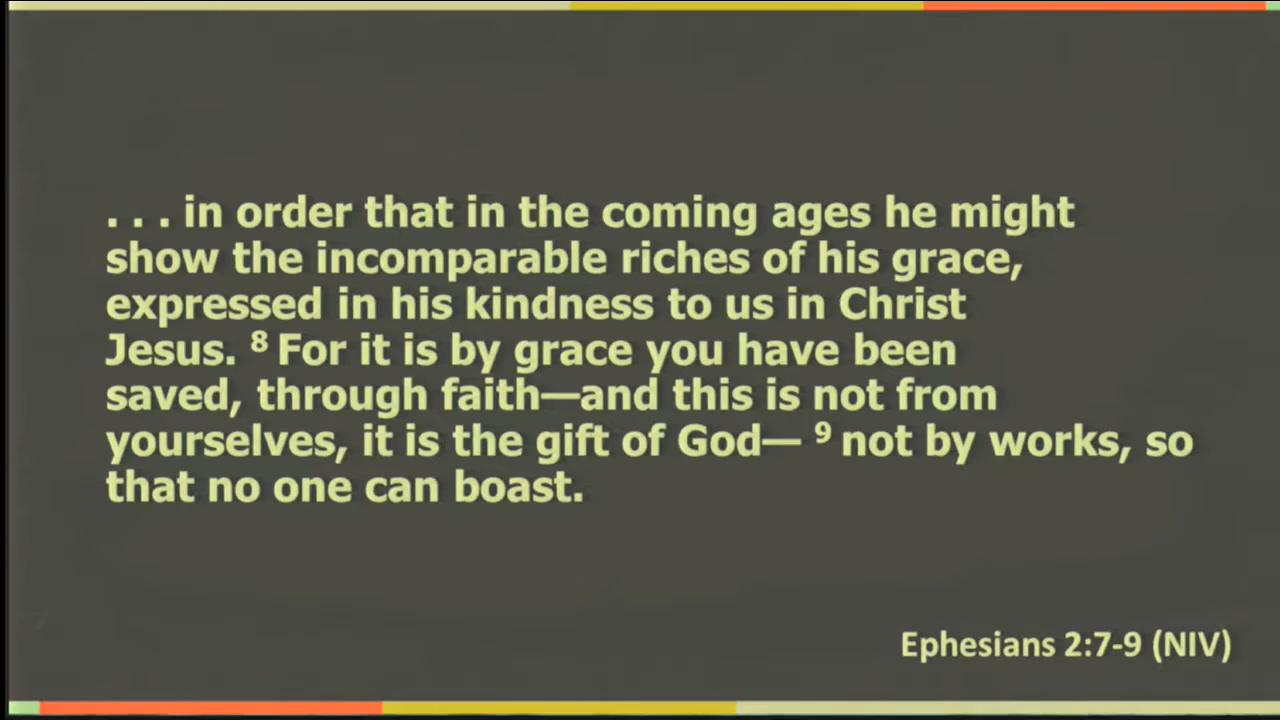 . . . in order that in the coming ages he might
show the incomparable riches of his grace,
expressed in his kindness to us in Christ
Jesus. ⁸ For it is by grace you have been
saved, through faith—and this is not from
yourselves, it is the gift of God— ⁹ not by works, so
that no one can boast.
Ephesians 2:7-9 (NIV)